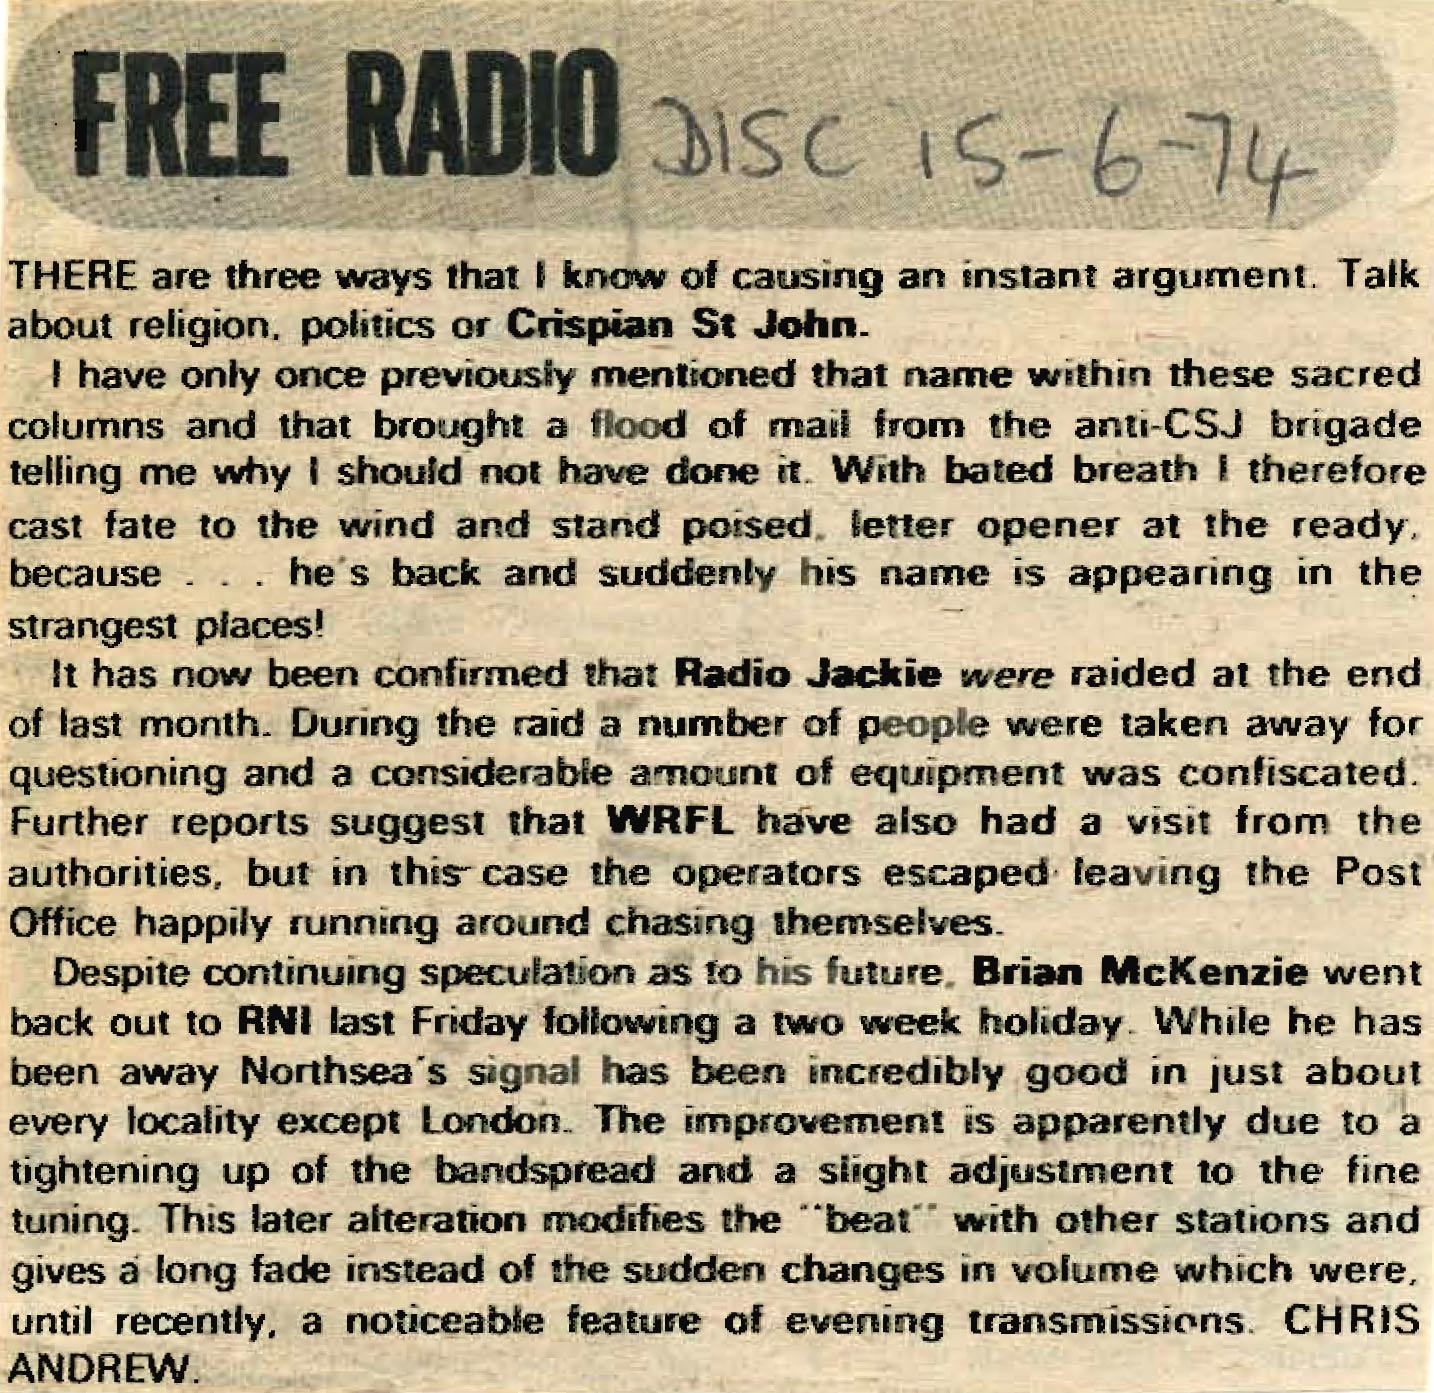 FREE RADIO DISC 15-6-74
THERE are three ways that I know of causing an instant argument. Talk
about religion, politics or Crispian St John.
I have only once previously mentioned that name within these sacred
columns and that brought a flood of mail from the anti-CSJ brigade
telling me why I should not have done it. With bated breath I therefore
cast fate to the wind and stand poised, letter opener at the ready,
because . . . he's back and suddenly his name is appearing in the
strangest places!
It has now been confirmed that Radio Jackie were raided at the end
of last month. During the raid a number of people were taken away for
questioning and a considerable amount of equipment was confiscated.
Further reports suggest that WRFL have also had a visit from the
authorities, but in this case the operators escaped leaving the Post
Office happily running around chasing themselves.
Despite continuing speculation as to his future, Brian McKenzie went
back out to RNI last Friday following a two week holiday. While he has
been away Northsea's signal has been incredibly good in just about
every locality except London. The improvement is apparently due to a
tightening up of the bandspread and a slight adjustment to the fine
tuning. This later alteration modifies the "beat" with other stations and
gives a long fade instead of the sudden changes in volume which were,
until recently, a noticeable feature of evening transmissions. CHRIS
ANDREW.